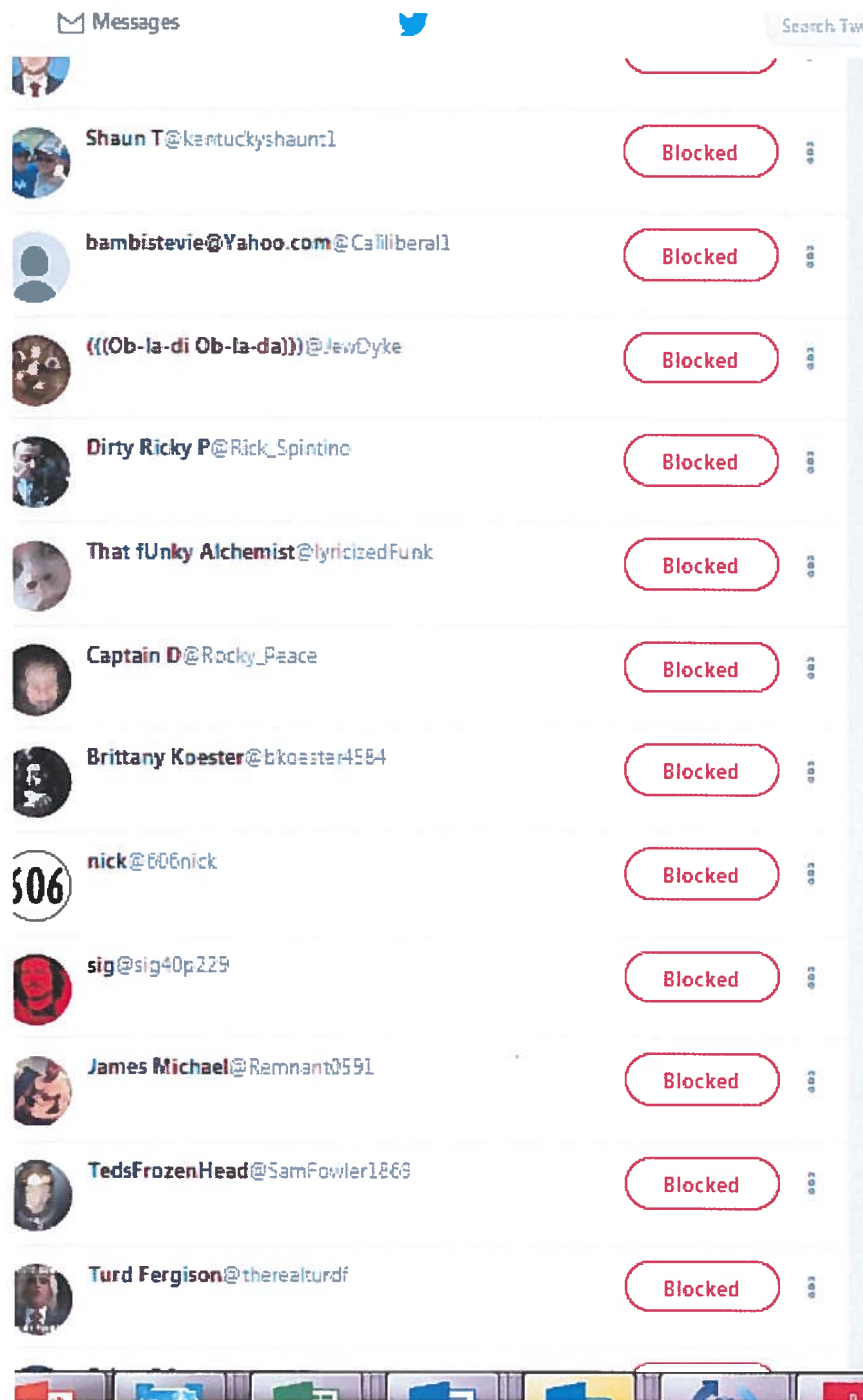 Messages
Search Tw
Shaun T@kentuckyshaunt1 Blocked
bambistevie@Yahoo.com@Caliliberal1 Blocked
(((Ob-la-di Ob-la-da)))@JewDyke Blocked
Dirty Ricky P@Rick_Spintino Blocked
That fUnky Alchemist@lyricizedFunk Blocked
Captain D@Rocky_Peace Blocked
Brittany Koester@bkoester4584 Blocked
606
nick@606nick Blocked
sig@sig40p229 Blocked
James Michael@Remnant0591 Blocked
TedsFrozenHead@SamFowler1869 Blocked
Turd Fergison@therealturdf Blocked